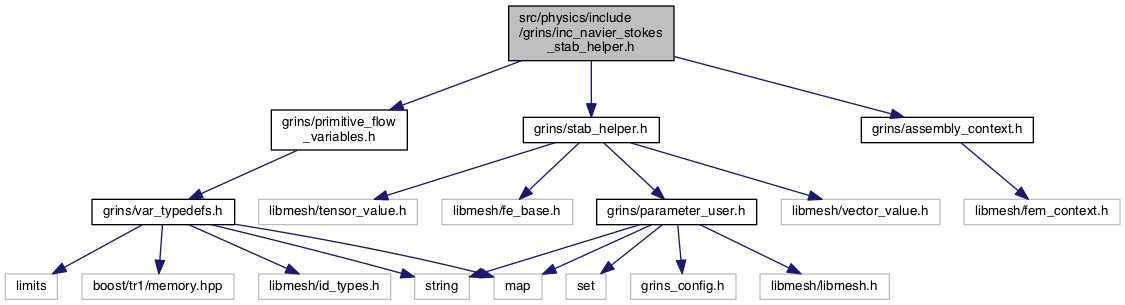 src/physics/include
/grins/inc_navier_stokes
_stab_helper.h
grins/primitive_flow
_variables.h
grins/stab_helper.h
grins/assembly_context.h
grins/var_typedefs.h
libmesh/tensor_value.h
libmesh/fe_base.h
grins/parameter_user.h
libmesh/vector_value.h
libmesh/fem_context.h
limits
boost/tr1/memory.hpp
libmesh/id_types.h
string
map
set
grins_config.h
libmesh/libmesh.h